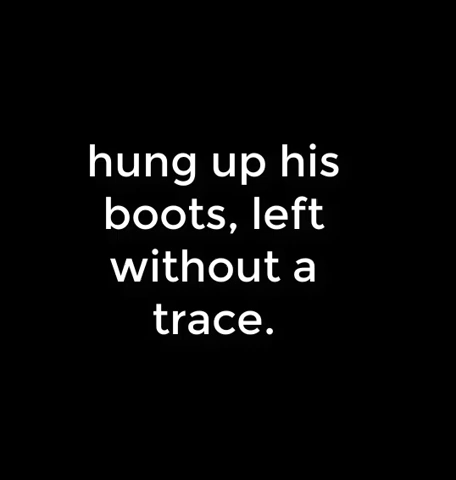 hung up his
boots, left
without a
trace.